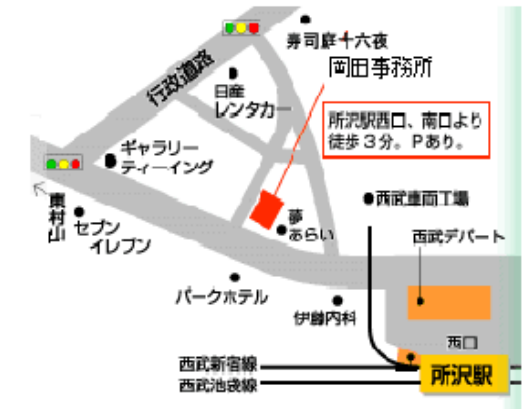 寿司庭十六夜
岡田事務所
行政道路
日産
レンタカー
所沢駅西口、南口より
徒歩3分。Pあり。
ギャラリー
ティーイング
西武車両工場
東村山
セブン
イレブン
夢
あらい
西武デパート
パークホテル
伊藤内科
西口
西武新宿線
西武池袋線
所沢駅